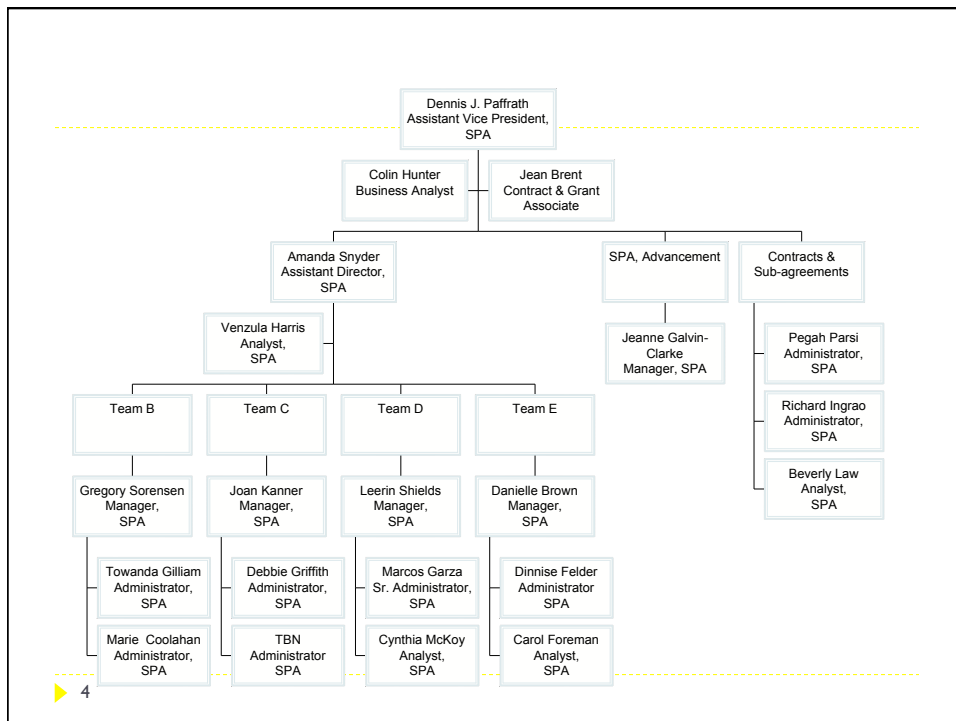 Dennis J. Paffrath
Assistant Vice President,
SPA
Colin Hunter
Business Analyst
Jean Brent
Contract & Grant
Associate
Amanda Snyder
Assistant Director,
SPA
SPA, Advancement
Contracts &
Sub-agreements
Venzula Harris
Analyst,
SPA
Jeanne Galvin-
Clarke
Manager, SPA
Pegah Parsi
Administrator,
SPA
Richard Ingrao
Administrator,
SPA
Beverly Law
Analyst,
SPA
Team B
Team C
Team D
Team E
Gregory Sorensen
Manager,
SPA
Joan Kanner
Manager,
SPA
Leerin Shields
Manager,
SPA
Danielle Brown
Manager,
SPA
Towanda Gilliam
Administrator,
SPA
Debbie Griffith
Administrator,
SPA
Marcos Garza
Sr. Administrator,
SPA
Dinnise Felder
Administrator
SPA
Marie Coolahan
Administrator,
SPA
TBN
Administrator
SPA
Cynthia McKoy
Analyst,
SPA
Carol Foreman
Analyst,
SPA
4